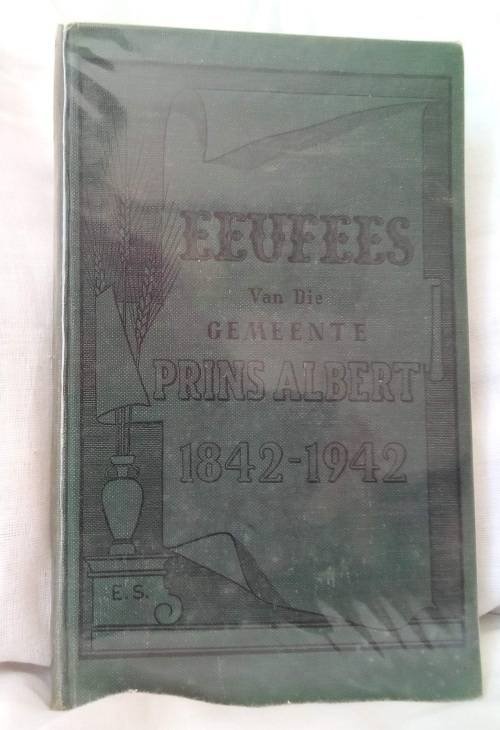 EEUFEES
Van Die
GEMEENTE
PRINS ALBERT
1842-1942
E. S.